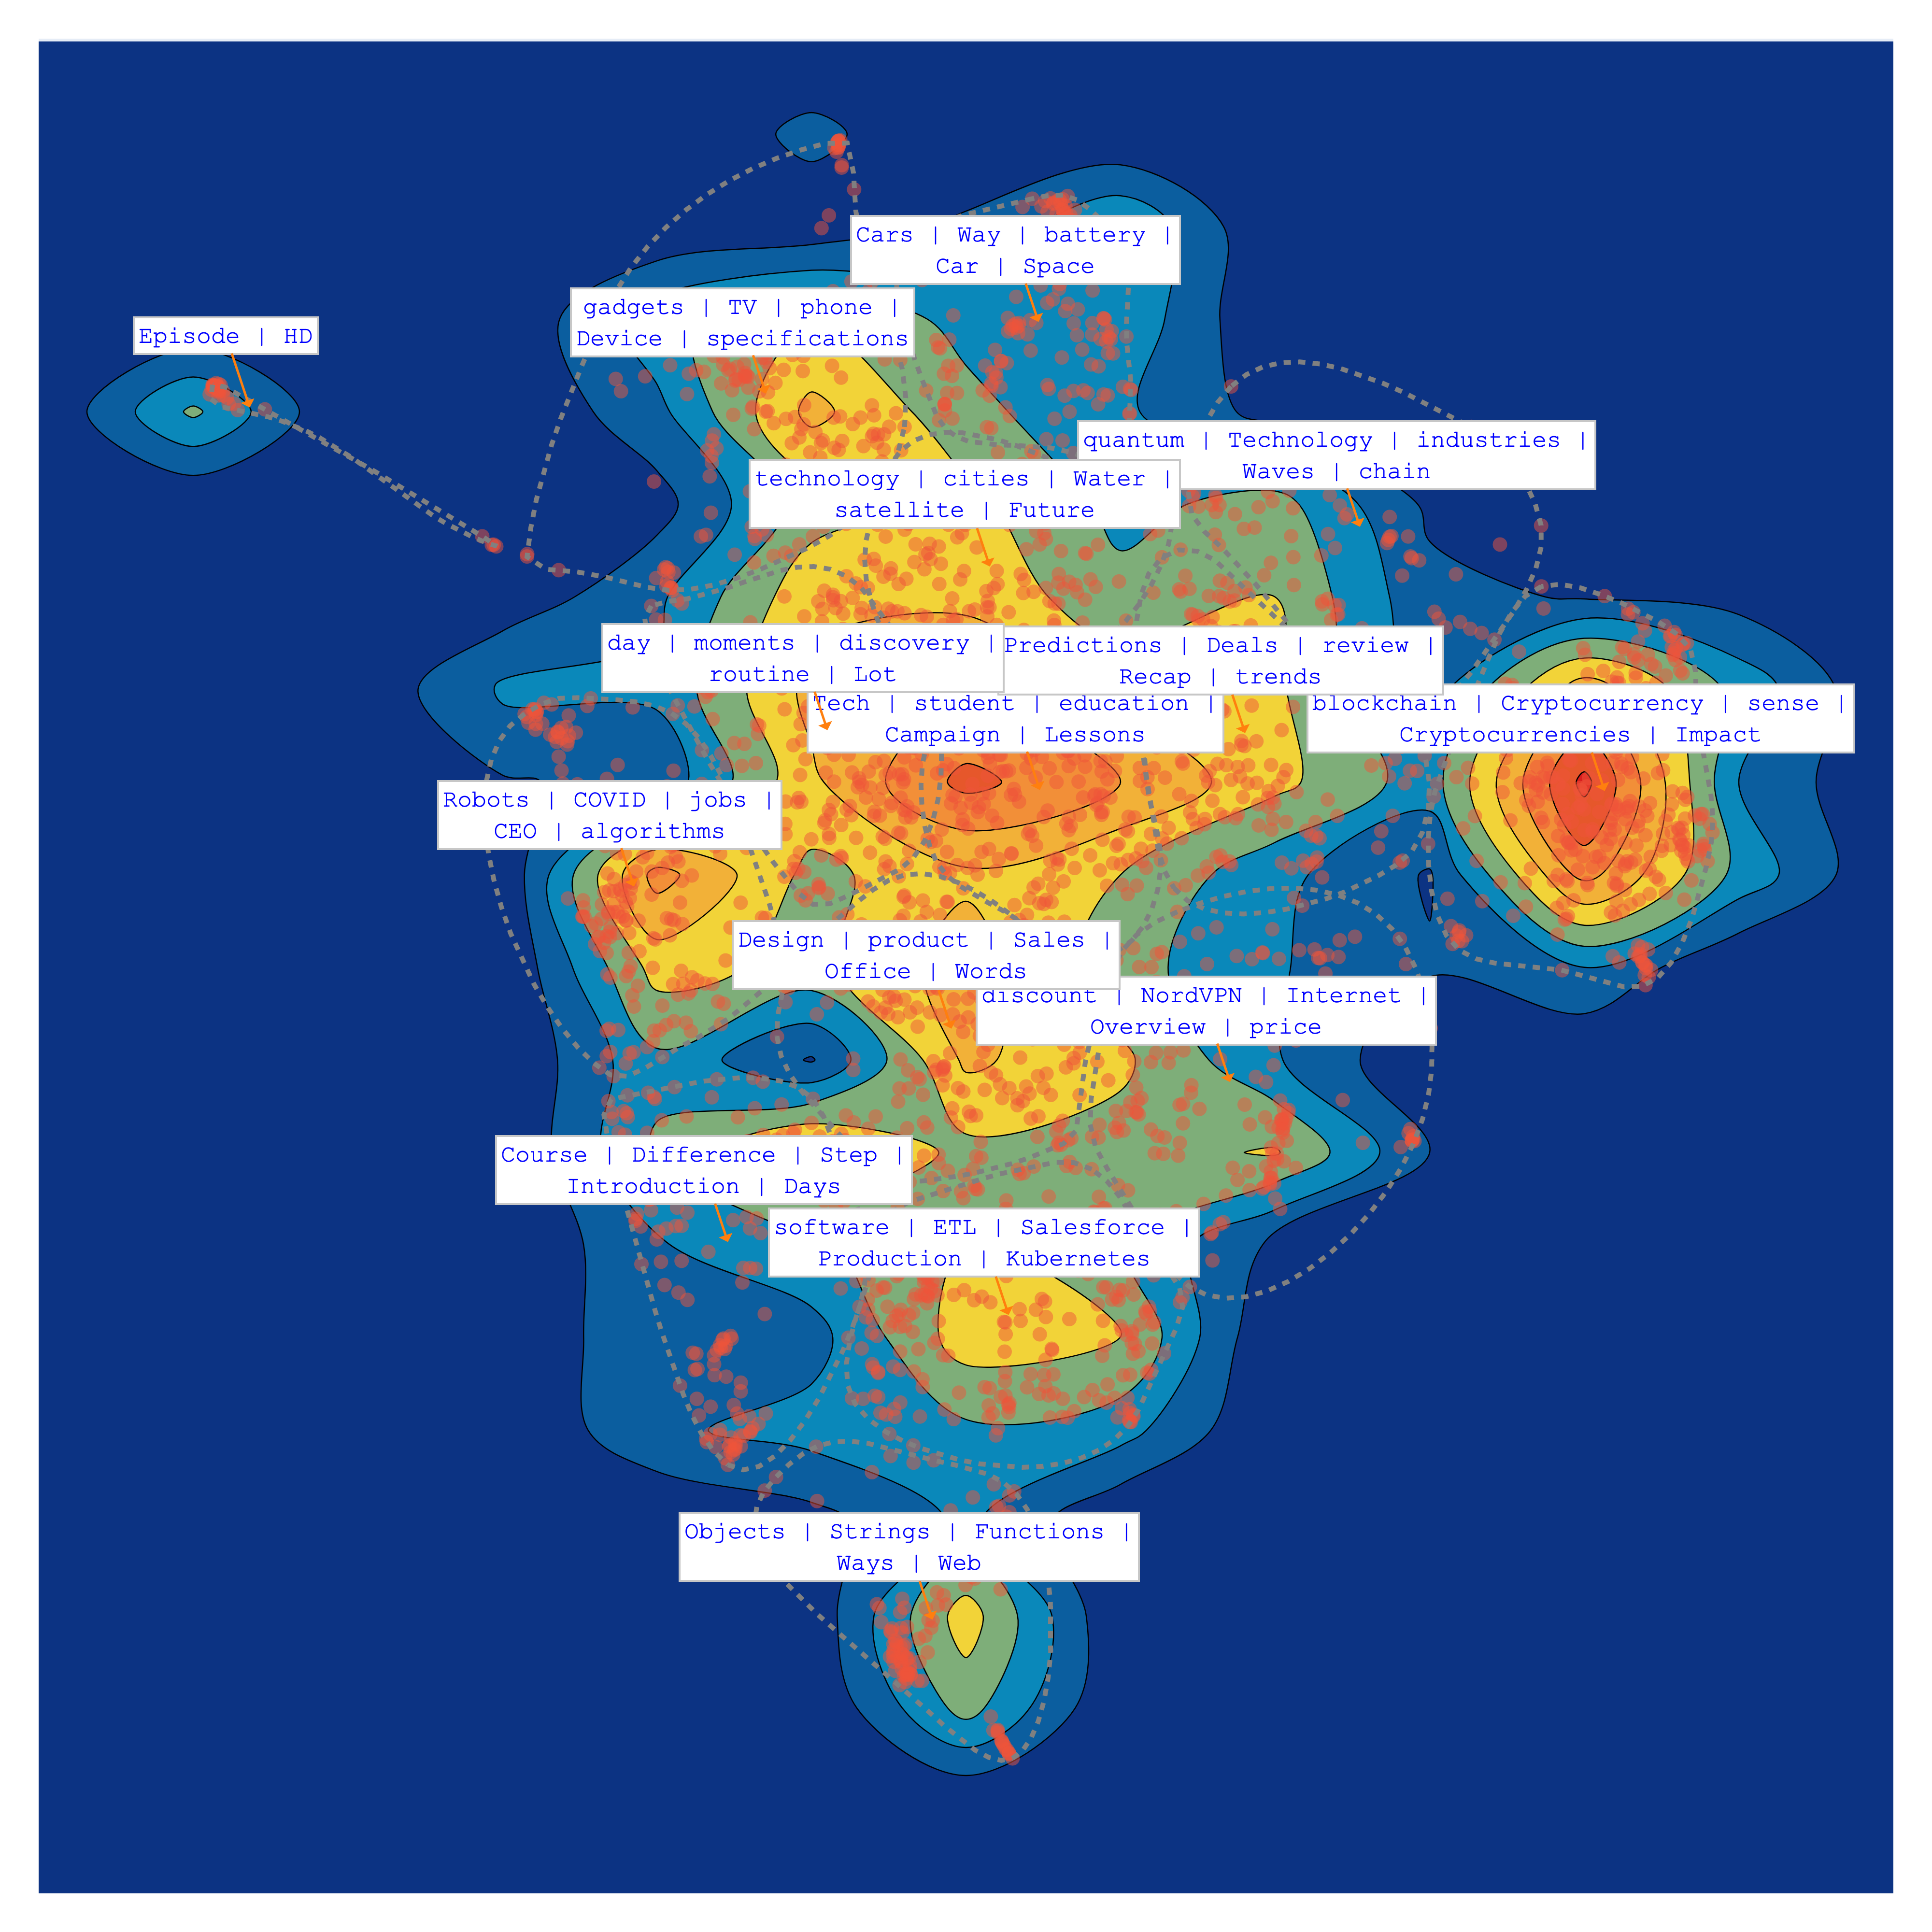 Cars | Way | battery |
Car | Space
gadgets | TV | phone |
Device | specifications
Episode | HD
quantum | Technology | industries |
Waves | chain
technology | cities | Water |
satellite | Future
day | moments | discovery |
routine | Lot
Predictions | Deals | review |
Recap | trends
Tech | student | education |
Campaign | Lessons
blockchain | Cryptocurrency | sense |
Cryptocurrencies | Impact
Robots | COVID | jobs |
CEO | algorithms
Design | product | Sales |
Office | Words
discount | NordVPN | Internet |
Overview | price
Course | Difference | Step |
Introduction | Days
software | ETL | Salesforce |
Production | Kubernetes
Objects | Strings | Functions |
Ways | Web